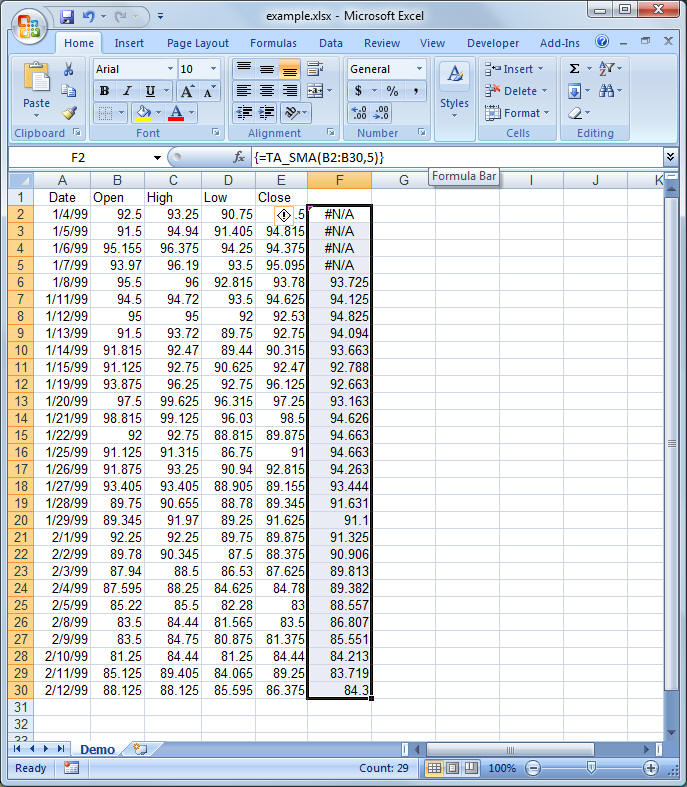 example.xlsx - Microsoft Excel
Home Insert Page Layout Formulas Data Review View Developer Add-Ins
Arial 10 General Insert Σ
Paste B I U A A $ % , Styles Delete
A .00 Format
Clipboard Font Alignment Number Cells Editing
F2 fx {=TA_SMA(B2:B30,5)}
Formula Bar
A B C D E F G H I J K
1 Date Open High Low Close
2 1/4/99 92.5 93.25 90.75 .5 #N/A
3 1/5/99 91.5 94.94 91.405 94.815 #N/A
4 1/6/99 95.155 96.375 94.25 94.375 #N/A
5 1/7/99 93.97 96.19 93.5 95.095 #N/A
6 1/8/99 95.5 96 92.815 93.78 93.725
7 1/11/99 94.5 94.72 93.5 94.625 94.125
8 1/12/99 95 95 92 92.53 94.825
9 1/13/99 91.5 93.72 89.75 92.75 94.094
10 1/14/99 91.815 92.47 89.44 90.315 93.663
11 1/15/99 91.125 92.75 90.625 92.47 92.788
12 1/19/99 93.875 96.25 92.75 96.125 92.663
13 1/20/99 97.5 99.625 96.315 97.25 93.163
14 1/21/99 98.815 99.125 96.03 98.5 94.626
15 1/22/99 92 92.75 88.815 89.875 94.663
16 1/25/99 91.125 91.315 86.75 91 94.663
17 1/26/99 91.875 93.25 90.94 92.815 94.263
18 1/27/99 93.405 93.405 88.905 89.155 93.444
19 1/28/99 89.75 90.655 88.78 89.345 91.631
20 1/29/99 89.345 91.97 89.25 91.625 91.1
21 2/1/99 92.25 92.25 89.75 89.875 91.325
22 2/2/99 89.78 90.345 87.5 88.375 90.906
23 2/3/99 87.94 88.5 86.53 87.625 89.813
24 2/4/99 87.595 88.25 84.625 84.78 89.382
25 2/5/99 85.22 85.5 82.28 83 88.557
26 2/8/99 83.5 84.44 81.565 83.5 86.807
27 2/9/99 83.5 84.75 80.875 81.375 85.551
28 2/10/99 81.25 84.44 81.25 84.44 84.213
29 2/11/99 85.125 89.405 84.065 89.25 83.719
30 2/12/99 88.125 88.125 85.595 86.375 84.3
31
32
33
Demo
Ready Count: 29 100%